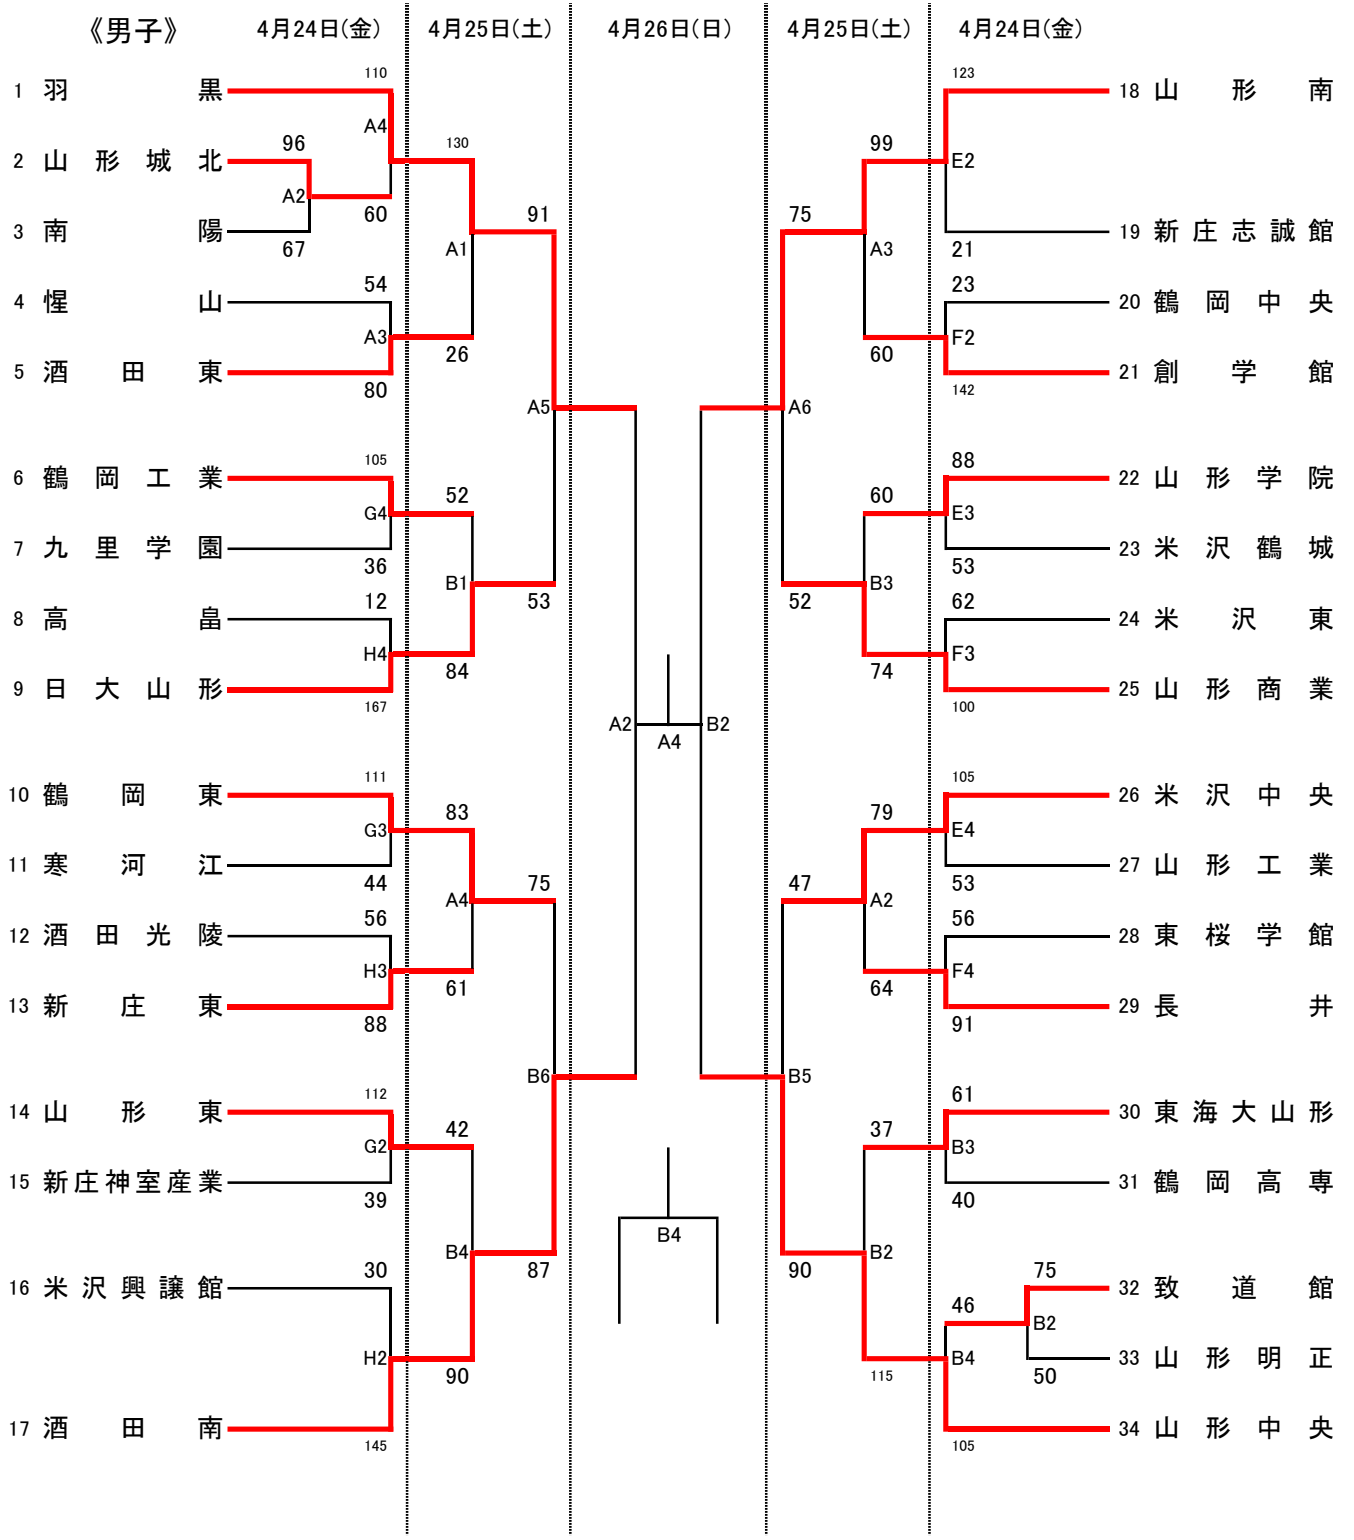 《男子》 4月24日(金) 4月25日(土) 4月26日(日) 4月25日(土) 4月24日(金)
110 123
1 羽黒 18 山形南
A4
96 130 99
2 山形城北 E2
A2
60 91 75
3 南陽 A1 A3 19 新庄志誠館
67 21
54 23
4 惺山 20 鶴岡中央
A3 F2
26 60
5 酒田東 21 創学館
80 142
A5 A6
105 88
6 鶴岡工業 22 山形学院
52 60
G4 E3
7 九里学園 23 米沢鶴城
36 53
B1 B3
12 53 52 62
8 高畠 24 米沢東
H4 F3
84 74
9 日大山形 25 山形商業
167 100
A2 A4 B2
111 105
10 鶴岡東 26 米沢中央
83 79
G3 E4
11 寒河江 27 山形工業
44 75 47 53
A4 A2
56 56
12 酒田光陵 28 東桜学館
H3 F4
61 64
13 新庄東 29 長井
88 91
B6 B5
112 61
14 山形東 30 東海大山形
42 37
G2 B3
15 新庄神室産業 31 鶴岡高専
39 40
B4 B4 B2
30 87 90 75
16 米沢興譲館 32 致道館
46
B2
H2 B4 33 山形明正
90 115 50
17 酒田南 34 山形中央
145 105